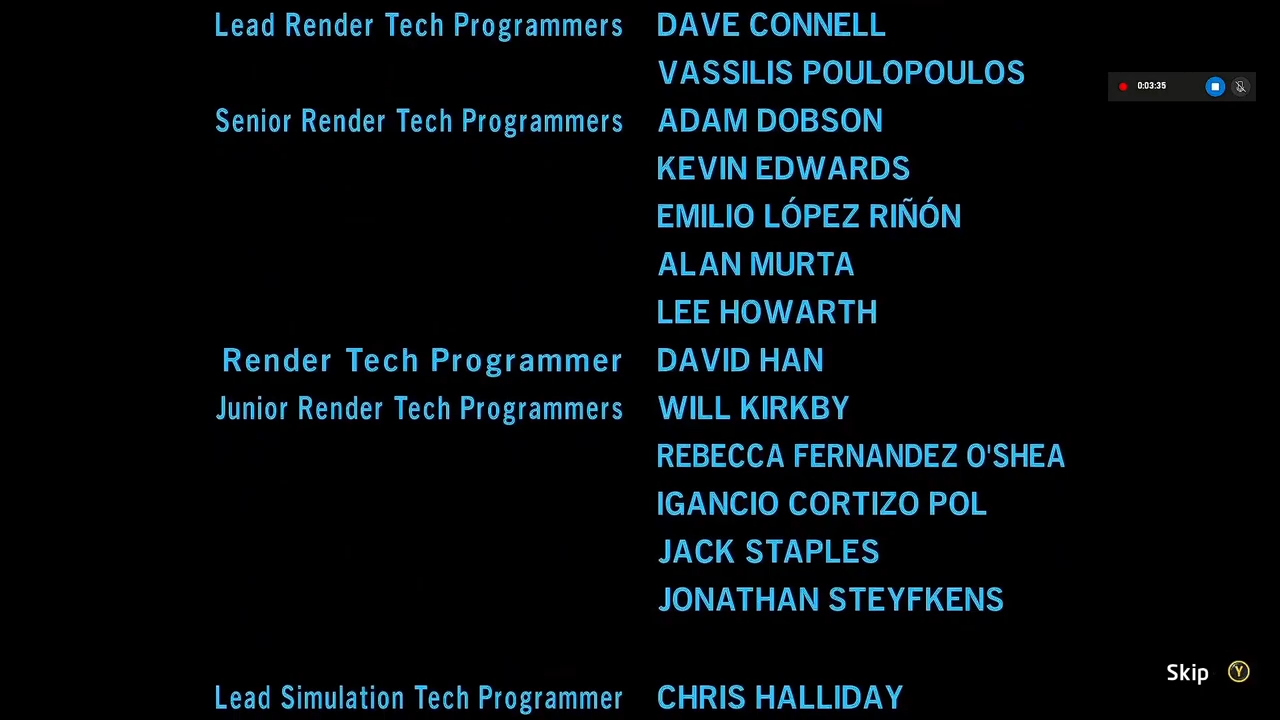 Lead Render Tech Programmers DAVE CONNELL
VASSILIS POULOPOULOS
0:03:35
Senior Render Tech Programmers ADAM DOBSON
KEVIN EDWARDS
EMILIO LÓPEZ RIÑÓN
ALAN MURTA
LEE HOWARTH
Render Tech Programmer DAVID HAN
Junior Render Tech Programmers WILL KIRKBY
REBECCA FERNANDEZ O'SHEA
IGANCIO CORTIZO POL
JACK STAPLES
JONATHAN STEYFKENS
Skip Y
Lead Simulation Tech Programmer CHRIS HALLIDAY